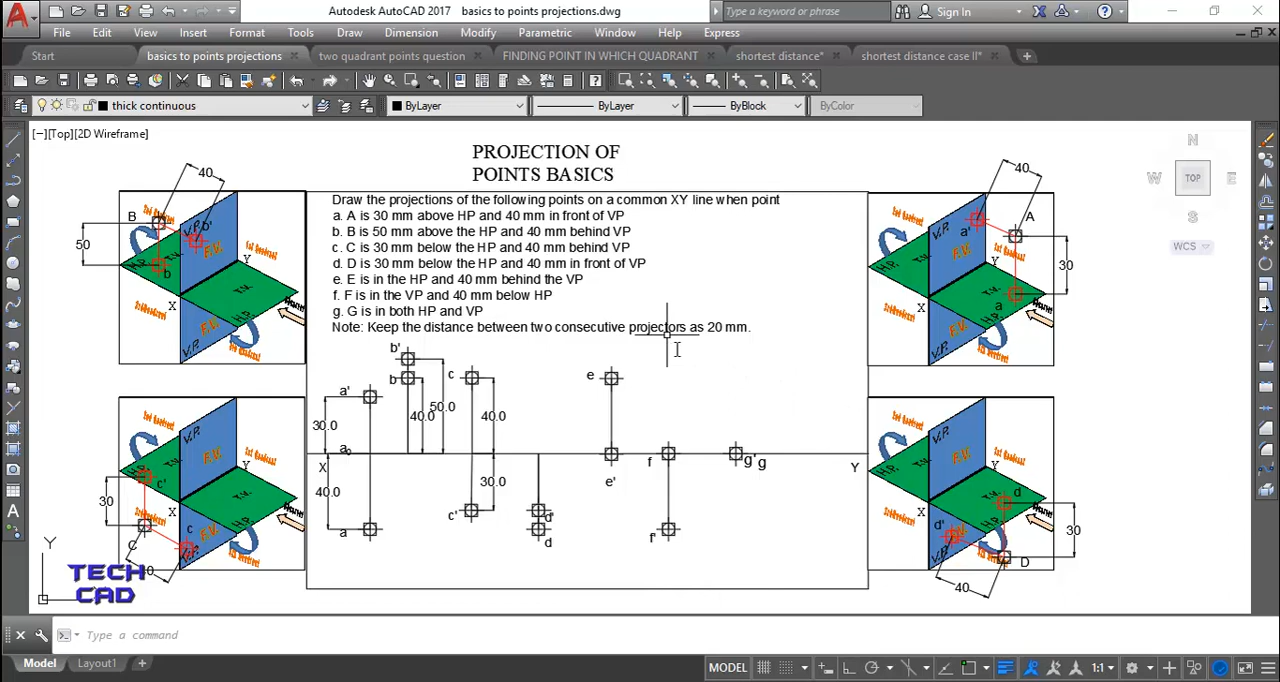 Autodesk AutoCAD 2017 basics to points projections.dwg
Type a keyword or phrase
Sign In
File Edit View Insert Format Tools Draw Dimension Modify Parametric Window Help Express
Start
basics to points projections
two quadrant points question
FINDING POINT IN WHICH QUADRANT
shortest distance*
shortest distance case II*
thick continuous
ByLayer
ByLayer
ByBlock
ByColor
[−][Top][2D Wireframe]
PROJECTION OF
POINTS BASICS
Draw the projections of the following points on a common XY line when point
a. A is 30 mm above HP and 40 mm in front of VP
b. B is 50 mm above the HP and 40 mm behind VP
c. C is 30 mm below the HP and 40 mm behind VP
d. D is 30 mm below the HP and 40 mm in front of VP
e. E is in the HP and 40 mm behind the VP
f. F is in the VP and 40 mm below HP
g. G is in both HP and VP
Note: Keep the distance between two consecutive projectors as 20 mm.
40
B
50
b'
b
V.P.
F.V.
T.V.
H.P.
X
Y
1st Quadrant
40
A
a'
30
a
V.P.
F.V.
T.V.
H.P.
X
Y
1st Quadrant
N
W
TOP
E
S
WCS
b'
b
c
e
a'
30.0
40.0
50.0
40.0
X
f
g'g
Y
e'
40.0
30.0
a
c'
d'
d
f'
V.P.
F.V.
T.V.
H.P.
X
Y
c'
30
c
C
1st Quadrant
V.P.
F.V.
T.V.
H.P.
X
Y
d
d'
30
D
40
1st Quadrant
Y
TECH
CAD
Type a command
Model
Layout1
MODEL
1:1